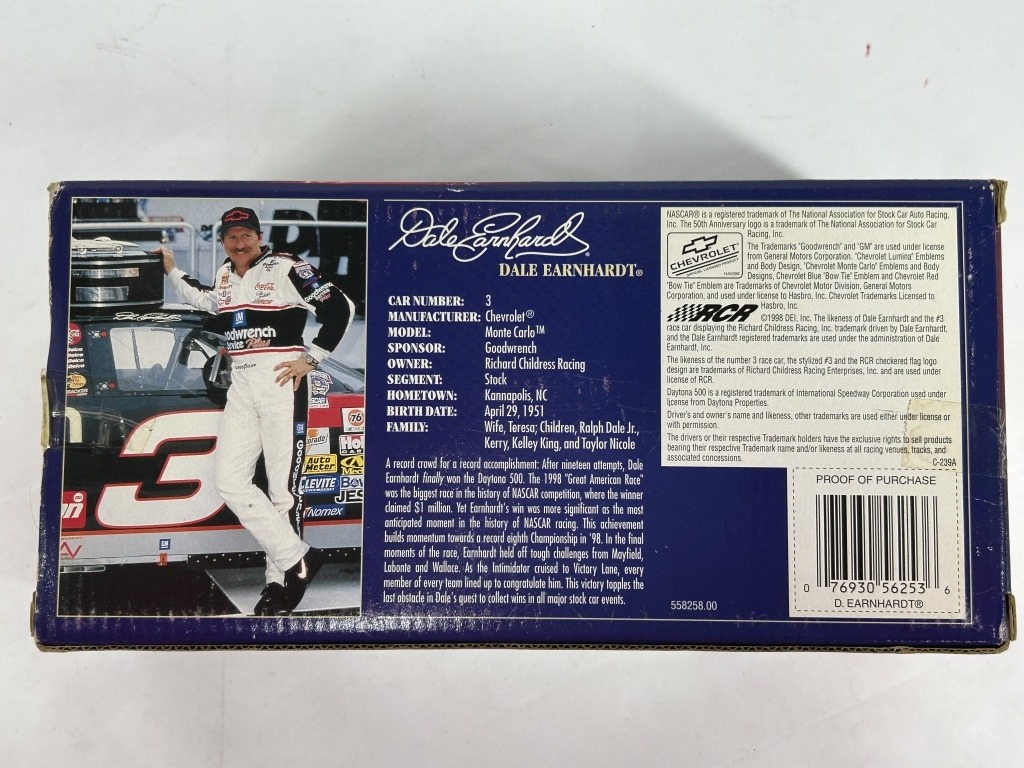 Dale Earnhardt
DALE EARNHARDT®
CAR NUMBER: 3
MANUFACTURER: Chevrolet®
MODEL: Monte Carlo™
SPONSOR: Goodwrench
OWNER: Richard Childress Racing
SEGMENT: Stock
HOMETOWN: Kannapolis, NC
BIRTH DATE: April 29, 1951
FAMILY: Wife, Teresa; Children, Ralph Dale Jr.,
Kerry, Kelley King, and Taylor Nicole
A record crowd for a record accomplishment: After nineteen attempts, Dale
Earnhardt finally won the Daytona 500. The 1998 "Great American Race"
was the biggest race in the history of NASCAR competition, where the winner
claimed $1 million. Yet Earnhardt's win was more significant as the most
anticipated moment in the history of NASCAR racing. This achievement
builds momentum towards a record eighth Championship in '98. In the final
moments of the race, Earnhardt held off tough challenges from Mayfield,
Labonte and Wallace. As the Intimidator cruised to Victory Lane, every
member of every team lined up to congratulate him. This victory topples the
last obstacle in Dale's quest to collect wins in all major stock car events.
558258.00
NASCAR® is a registered trademark of The National Association for Stock Car Auto Racing,
Inc. The 50th Anniversary logo is a trademark of The National Association for Stock Car
Racing, Inc.
CHEVROLET
The Trademarks "Goodwrench" and "GM" are used under license
from General Motors Corporation. "Chevrolet Lumina" Emblems
and Body Design, "Chevrolet Monte Carlo" Emblems and Body
Designs, Chevrolet Blue "Bow Tie" Emblem and Chevrolet Red
"Bow Tie" Emblem are Trademarks of Chevrolet Motor Division, General Motors
Corporation, and used under license to Hasbro, Inc. Chevrolet Trademarks Licensed to
Hasbro, Inc.
RCR
©1998 DEI, Inc. The likeness of Dale Earnhardt and the #3
race car displaying the Richard Childress Racing, Inc. trademark driven by Dale Earnhardt,
and the Dale Earnhardt registered trademarks are used under the administration of Dale
Earnhardt, Inc.
The likeness of the number 3 race car, the stylized #3 and the RCR checkered flag logo
design are trademarks of Richard Childress Racing Enterprises, Inc. and are used under
license of RCR.
Daytona 500 is a registered trademark of International Speedway Corporation used under
license from Daytona Properties.
Driver's and owner's name and likeness, other trademarks are used either under license or
with permission.
The drivers or their respective Trademark holders have the exclusive rights to sell products
bearing their respective Trademark name and/or likeness at all racing venues, tracks, and
associated concessions.
C-239A
PROOF OF PURCHASE
0 76930 56253 6
D. EARNHARDT®
Coca-Cola
GM
oodwrench
Service Plus
3
76
Auto
Meter
CLEVITE
JES
Nomex
GM